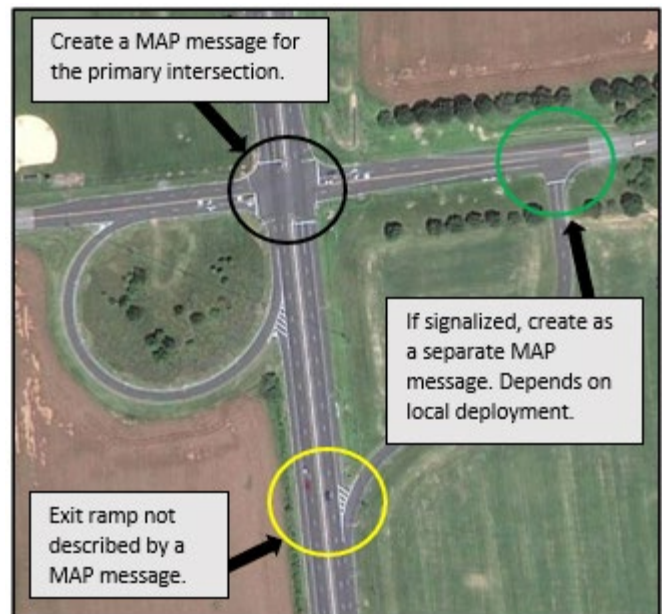 Create a MAP message for
the primary intersection.
If signalized, create as
a separate MAP
message. Depends on
local deployment.
Exit ramp not
described by a
MAP message.